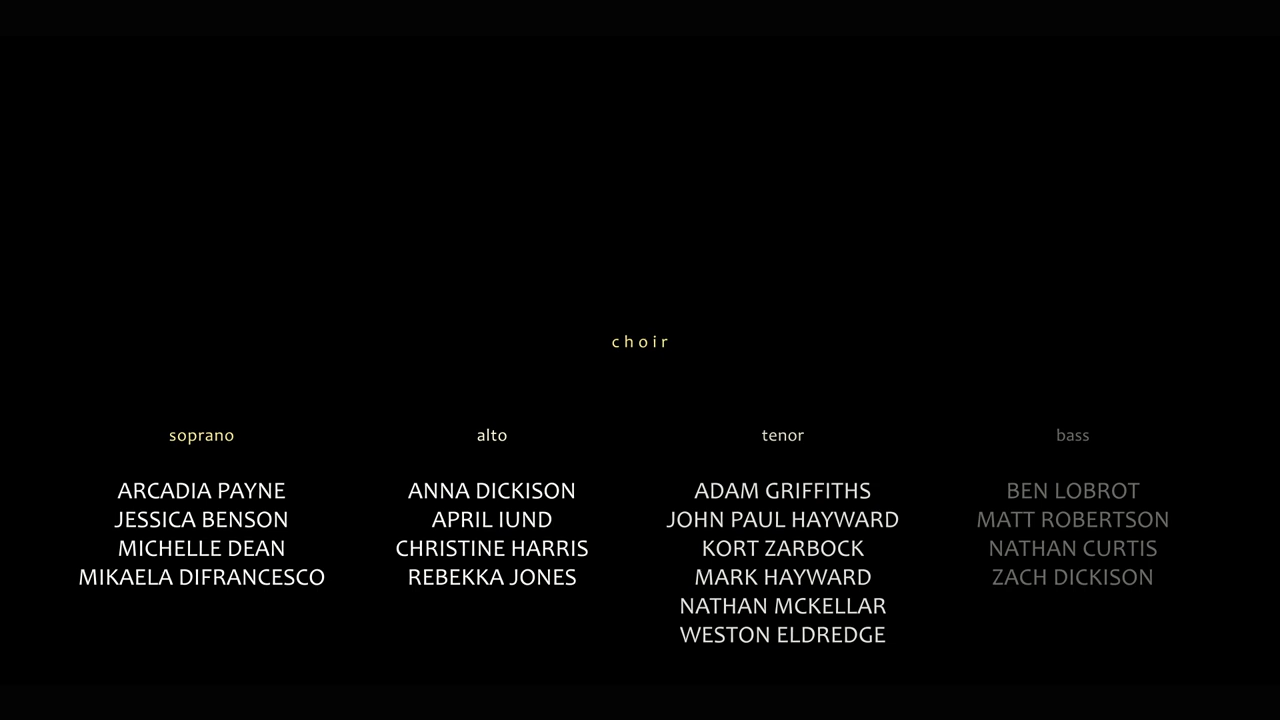 choir
soprano
ARCADIA PAYNE
JESSICA BENSON
MICHELLE DEAN
MIKAELA DIFRANCESCO
alto
ANNA DICKISON
APRIL IUND
CHRISTINE HARRIS
REBEKKA JONES
tenor
ADAM GRIFFITHS
JOHN PAUL HAYWARD
KORT ZARBOCK
MARK HAYWARD
NATHAN MCKELLAR
WESTON ELDREDGE
bass
BEN LOBROT
MATT ROBERTSON
NATHAN CURTIS
ZACH DICKISON